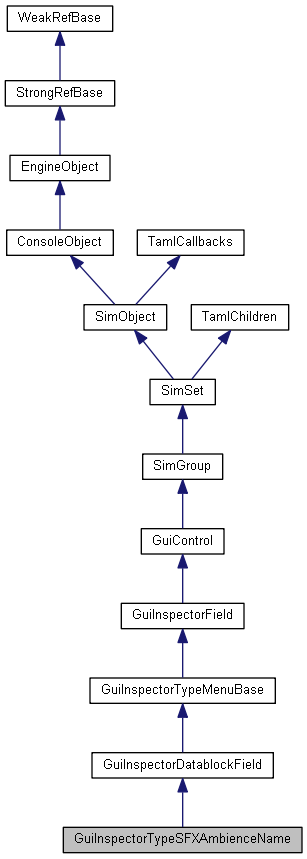 WeakRefBase
StrongRefBase
EngineObject
ConsoleObject
TamlCallbacks
SimObject
TamlChildren
SimSet
SimGroup
GuiControl
GuiInspectorField
GuiInspectorTypeMenuBase
GuiInspectorDatablockField
GuiInspectorTypeSFXAmbienceName